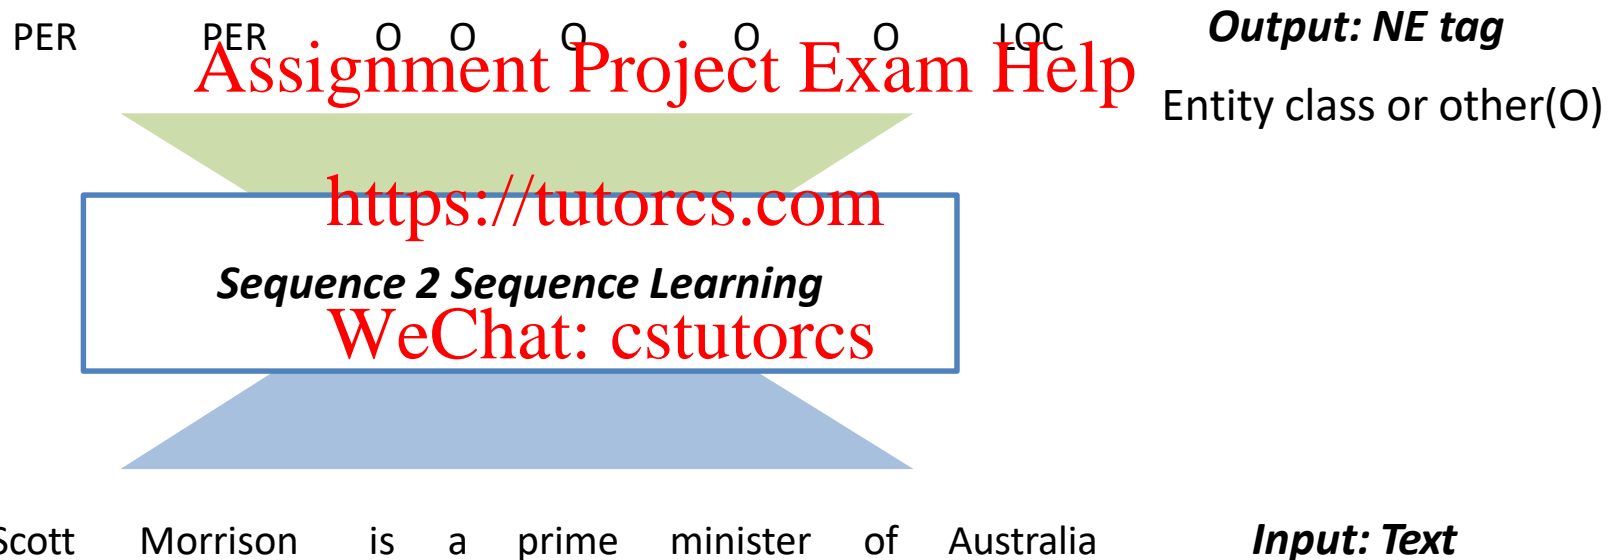 PER PER O O O O O LOC Output: NE tag
Assignment Project Exam Help
Entity class or other(O)
https://tutorcs.com
Sequence 2 Sequence Learning
WeChat: cstutorcs
Scott Morrison is a prime minister of Australia Input: Text